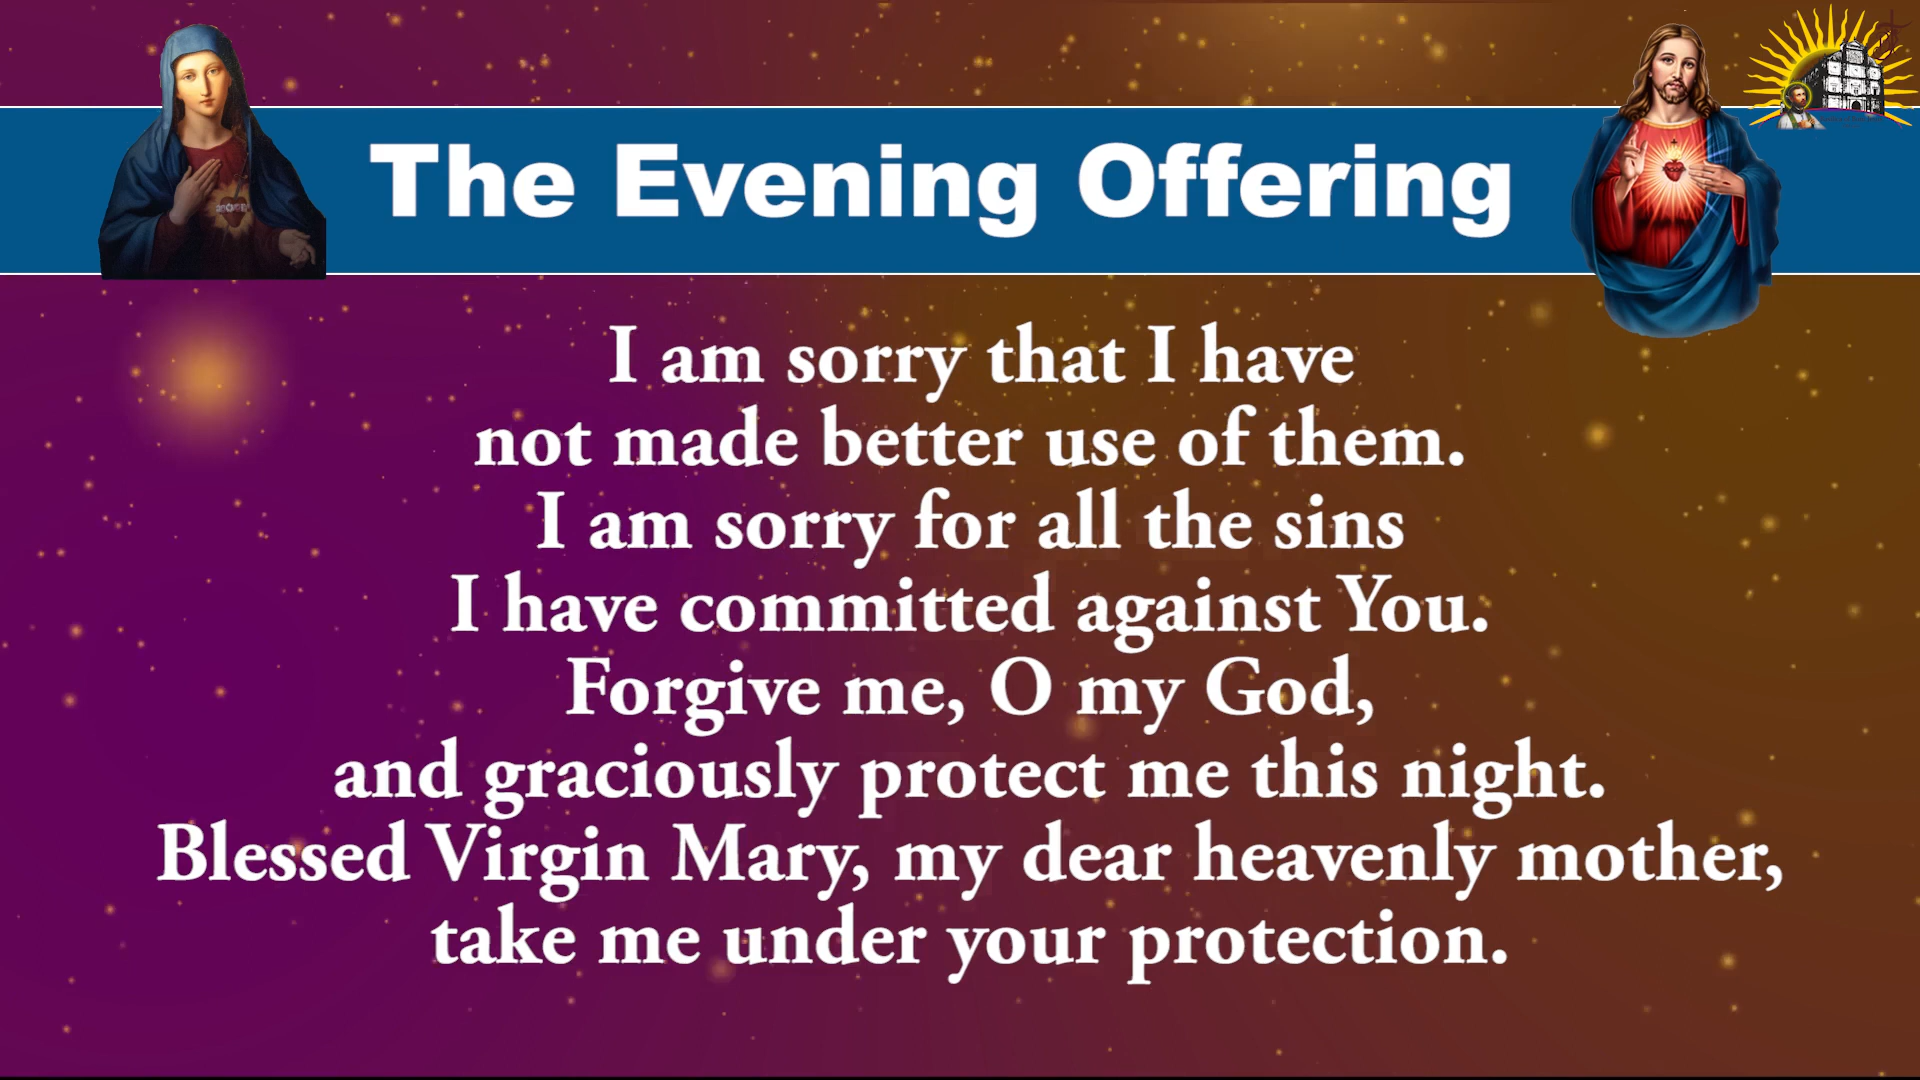 The Evening Offering
I am sorry that I have
not made better use of them.
I am sorry for all the sins
I have committed against You.
Forgive me, O my God,
and graciously protect me this night.
Blessed Virgin Mary, my dear heavenly mother,
take me under your protection.